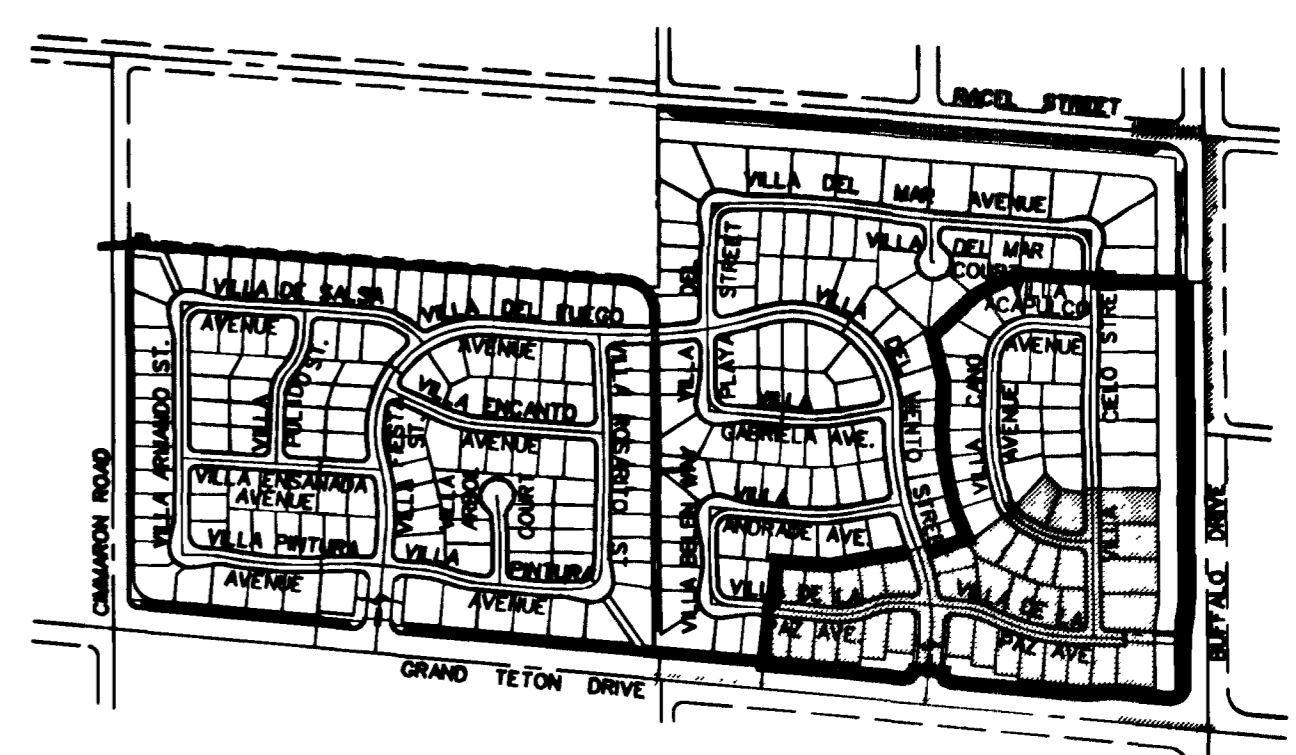 RACEL STREET
VILLA DEL MAR AVENUE
VILLA DEL MAR
COURT
VILLA
ACAPULCO
AVENUE
VILLA DE SALSA
AVENUE
VILLA DEL FUEGO
AVENUE
VILLA DEL
PLAYA STREET
VILLA DEL VIENTO STREET
VILLA CANO
AVENUE
VILLA CIELO STREET
VILLA ARMANDO ST.
VILLA
PULIDO ST.
VILLA ENCANTO
AVENUE
VILLA FIESTA
ST.
VILLA ROSARITO ST.
VILLA
GABRIELA AVE.
VILLA ENSANADA
AVENUE
VILLA
ARBOL
COURT
VILLA BELEN WAY
VILLA
ANDRADE AVE.
VILLA PINTURA
AVENUE
VILLA PINTURA
AVENUE
VILLA DE LA
PAZ AVE.
VILLA DE LA
PAZ AVE.
CIMARRON ROAD
BUFFALO DRIVE
GRAND TETON DRIVE